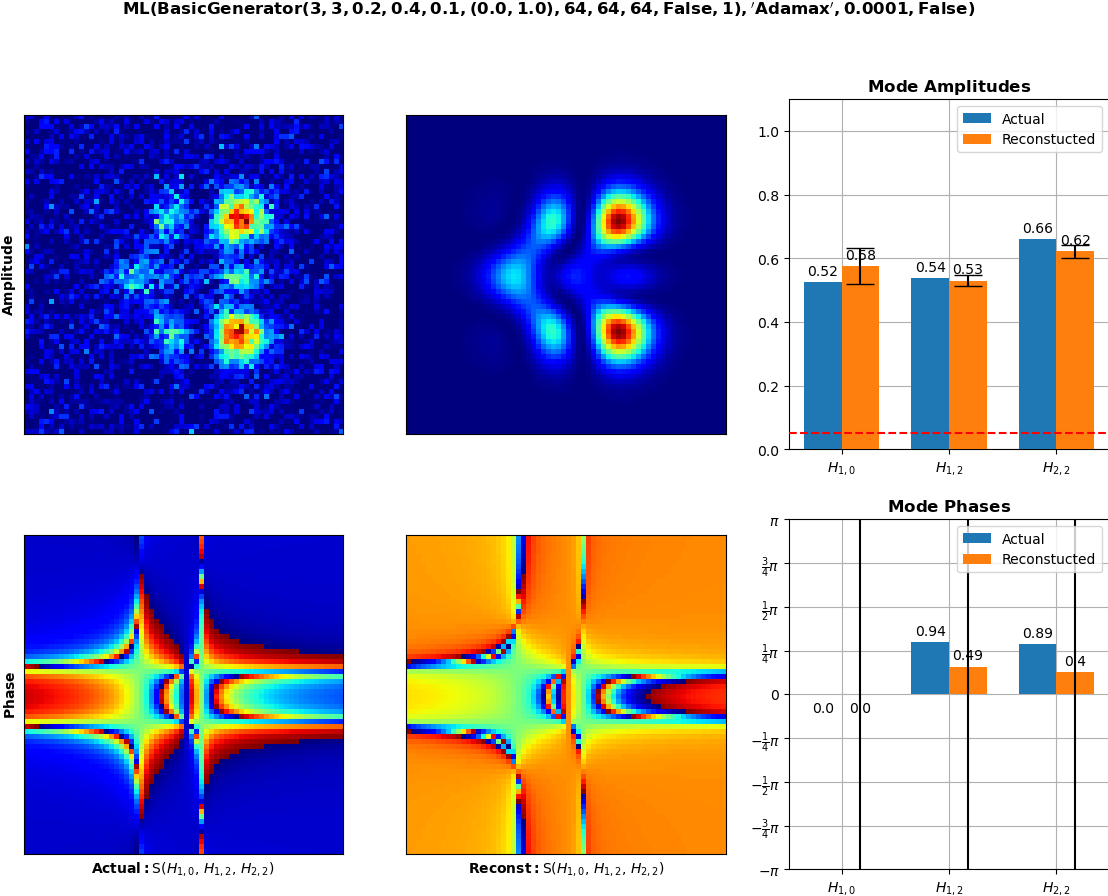 ML(BasicGenerator(3, 3, 0.2, 0.4, 0.1, (0.0, 1.0), 64, 64, 64, False, 1), 'Adamax', 0.0001, False)
Amplitude
Mode Amplitudes
Actual
Reconstucted
1.0
0.8
0.6
0.4
0.2
0.0
0.52
0.58
0.54
0.53
0.66
0.62
H1,0
H1,2
H2,2
Phase
Actual: S(H1,0, H1,2, H2,2)
Reconst: S(H1,0, H1,2, H2,2)
Mode Phases
Actual
Reconstucted
π
3/4π
1/2π
1/4π
0
−1/4π
−1/2π
−3/4π
−π
0.0
0.0
0.94
0.49
0.89
0.4
H1,0
H1,2
H2,2